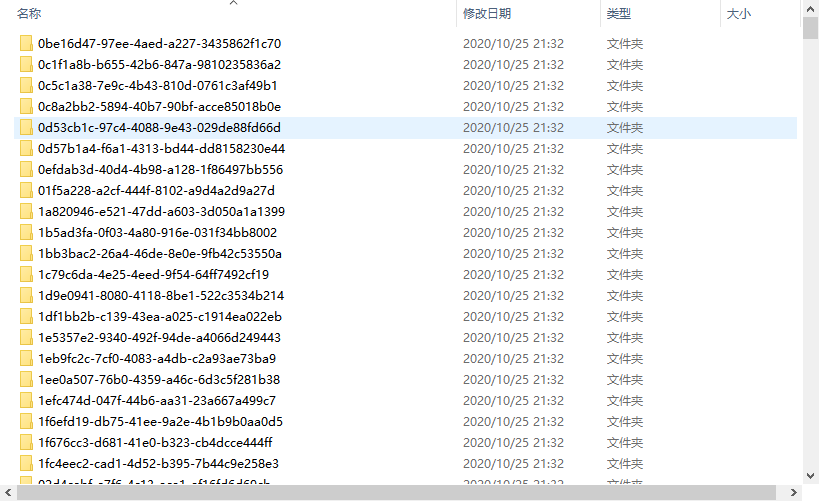 名称 修改日期 类型 大小
0be16d47-97ee-4aed-a227-3435862f1c70 2020/10/25 21:32 文件夹
0c1f1a8b-b655-42b6-847a-9810235836a2 2020/10/25 21:32 文件夹
0c5c1a38-7e9c-4b43-810d-0761c3af49b1 2020/10/25 21:32 文件夹
0c8a2bb2-5894-40b7-90bf-acce85018b0e 2020/10/25 21:32 文件夹
0d53cb1c-97c4-4088-9e43-029de88fd66d 2020/10/25 21:32 文件夹
0d57b1a4-f6a1-4313-bd44-dd8158230e44 2020/10/25 21:32 文件夹
0efdab3d-40d4-4b98-a128-1f86497bb556 2020/10/25 21:32 文件夹
01f5a228-a2cf-444f-8102-a9d4a2d9a27d 2020/10/25 21:32 文件夹
1a820946-e521-47dd-a603-3d050a1a1399 2020/10/25 21:32 文件夹
1b5ad3fa-0f03-4a80-916e-031f34bb8002 2020/10/25 21:32 文件夹
1bb3bac2-26a4-46de-8e0e-9fb42c53550a 2020/10/25 21:32 文件夹
1c79c6da-4e25-4eed-9f54-64ff7492cf19 2020/10/25 21:32 文件夹
1d9e0941-8080-4118-8be1-522c3534b214 2020/10/25 21:32 文件夹
1df1bb2b-c139-43ea-a025-c1914ea022eb 2020/10/25 21:32 文件夹
1e5357e2-9340-492f-94de-a4066d249443 2020/10/25 21:32 文件夹
1eb9fc2c-7cf0-4083-a4db-c2a93ae73ba9 2020/10/25 21:32 文件夹
1ee0a507-76b0-4359-a46c-6d3c5f281b38 2020/10/25 21:32 文件夹
1efc474d-047f-44b6-aa31-23a667a499c7 2020/10/25 21:32 文件夹
1f6efd19-db75-41ee-9a2e-4b1b9b0aa0d5 2020/10/25 21:32 文件夹
1f676cc3-d681-41e0-b323-cb4dcce444ff 2020/10/25 21:32 文件夹
1fc4eec2-cad1-4d52-b395-7b44c9e258e3 2020/10/25 21:32 文件夹
2020/10/25 21:32 文件夹